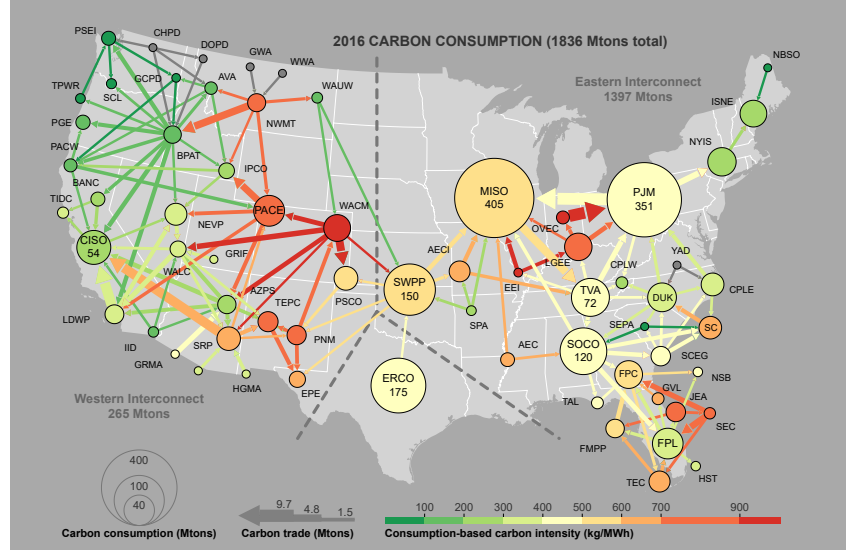 2016 CARBON CONSUMPTION (1836 Mtons total)
PSEI
CHPD
DOPD
GWA
WWA
NBSO
Eastern Interconnect
1397 Mtons
TPWR
SCL
GCPD
AVA
WAUW
ISNE
PGE
NWMT
PACW
BPAT
NYIS
BANC
IPCO
MISO
405
PJM
351
TIDC
PACE
WACM
OVEC
NEVP
CISO
54
AECI
LGEE
YAD
GRIF
CPLW
WALC
AZPS
PSCO
SWPP
150
EEI
TVA
72
DUK
CPLE
LDWP
TEPC
SPA
SEPA
SC
IID
SRP
PNM
AEC
SOCO
120
SCEG
GRMA
HGMA
EPE
ERCO
175
FPC
GVL
NSB
JEA
Western Interconnect
265 Mtons
TAL
SEC
FMPP
FPL
HST
TEC
400
100
40
Carbon consumption (Mtons)
9.7
4.8
1.5
Carbon trade (Mtons)
100 200 300 400 500 600 700 900
Consumption-based carbon intensity (kg/MWh)